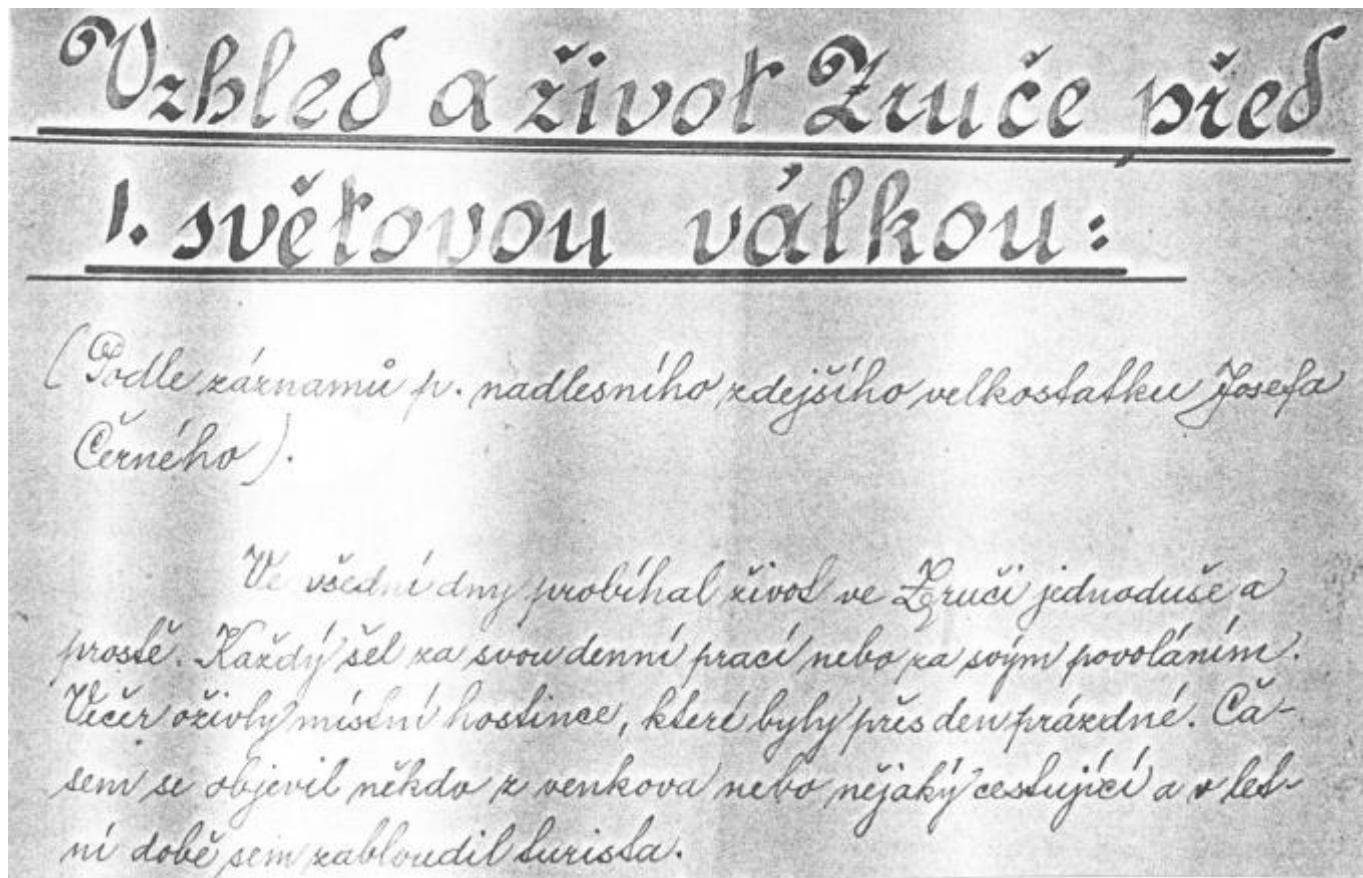 Vzhled a život Zruče před
1. světovou válkou:
(Podle záznamů p. nadlesního zdejšího velkostatku Josefa
Černého).
Ve všední dny probíhal život ve Zruči jednoduše a
prostě. Každý šel za svou denní prací nebo za svým povoláním.
Večer oživly místní hostince, které byly přes den prázdné. Ča-
sem se objevil někdo z venkova nebo nějaký cestující a v let-
ní době sem zabloudil turista.